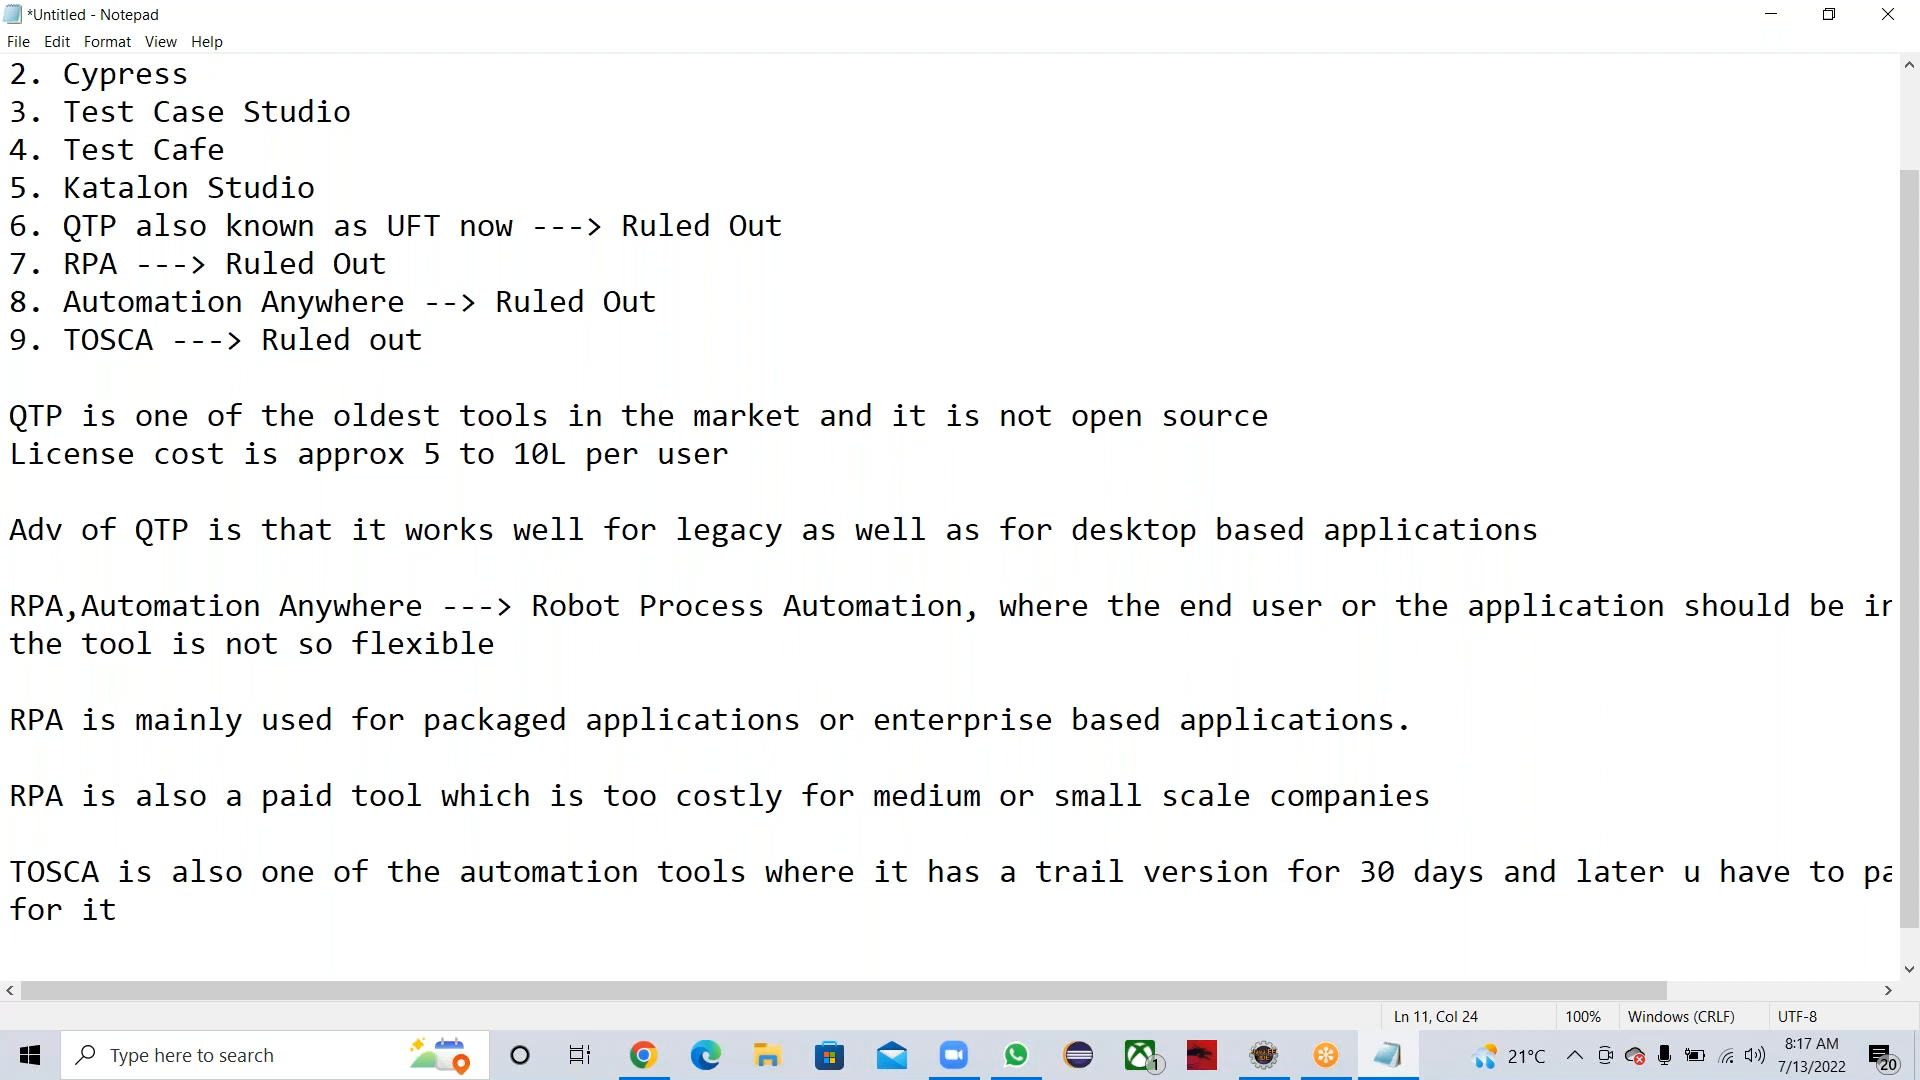 *Untitled - Notepad
File Edit Format View Help
2. Cypress
3. Test Case Studio
4. Test Cafe
5. Katalon Studio
6. QTP also known as UFT now ---> Ruled Out
7. RPA ---> Ruled Out
8. Automation Anywhere --> Ruled Out
9. TOSCA ---> Ruled out
QTP is one of the oldest tools in the market and it is not open source
License cost is approx 5 to 10L per user
Adv of QTP is that it works well for legacy as well as for desktop based applications
RPA,Automation Anywhere ---> Robot Process Automation, where the end user or the application should be in
the tool is not so flexible
RPA is mainly used for packaged applications or enterprise based applications.
RPA is also a paid tool which is too costly for medium or small scale companies
TOSCA is also one of the automation tools where it has a trail version for 30 days and later u have to pa
for it
Ln 11, Col 24 100% Windows (CRLF) UTF-8
Type here to search 1 21°C 8:17 AM
7/13/2022 20